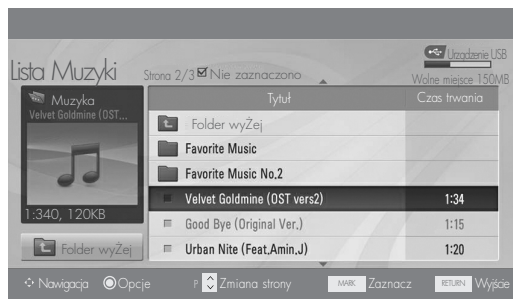 Urządzenie USB
Lista Muzyki
Strona 2/3 Nie zaznaczono
Wolne miejsce 150MB
Muzyka
Velvet Goldmine (OST...
1:340, 120KB
Folder wyŻej
Tytuł Czas trwania
Folder wyŻej
Favorite Music
Favorite Music No.2
Velvet Goldmine (OST vers2) 1:34
Good Bye (Original Ver.) 1:15
Urban Nite (Feat.Amin.J) 1:20
Nawigacja Opcje P Zmiana strony MARK Zaznacz RETURN Wyjście